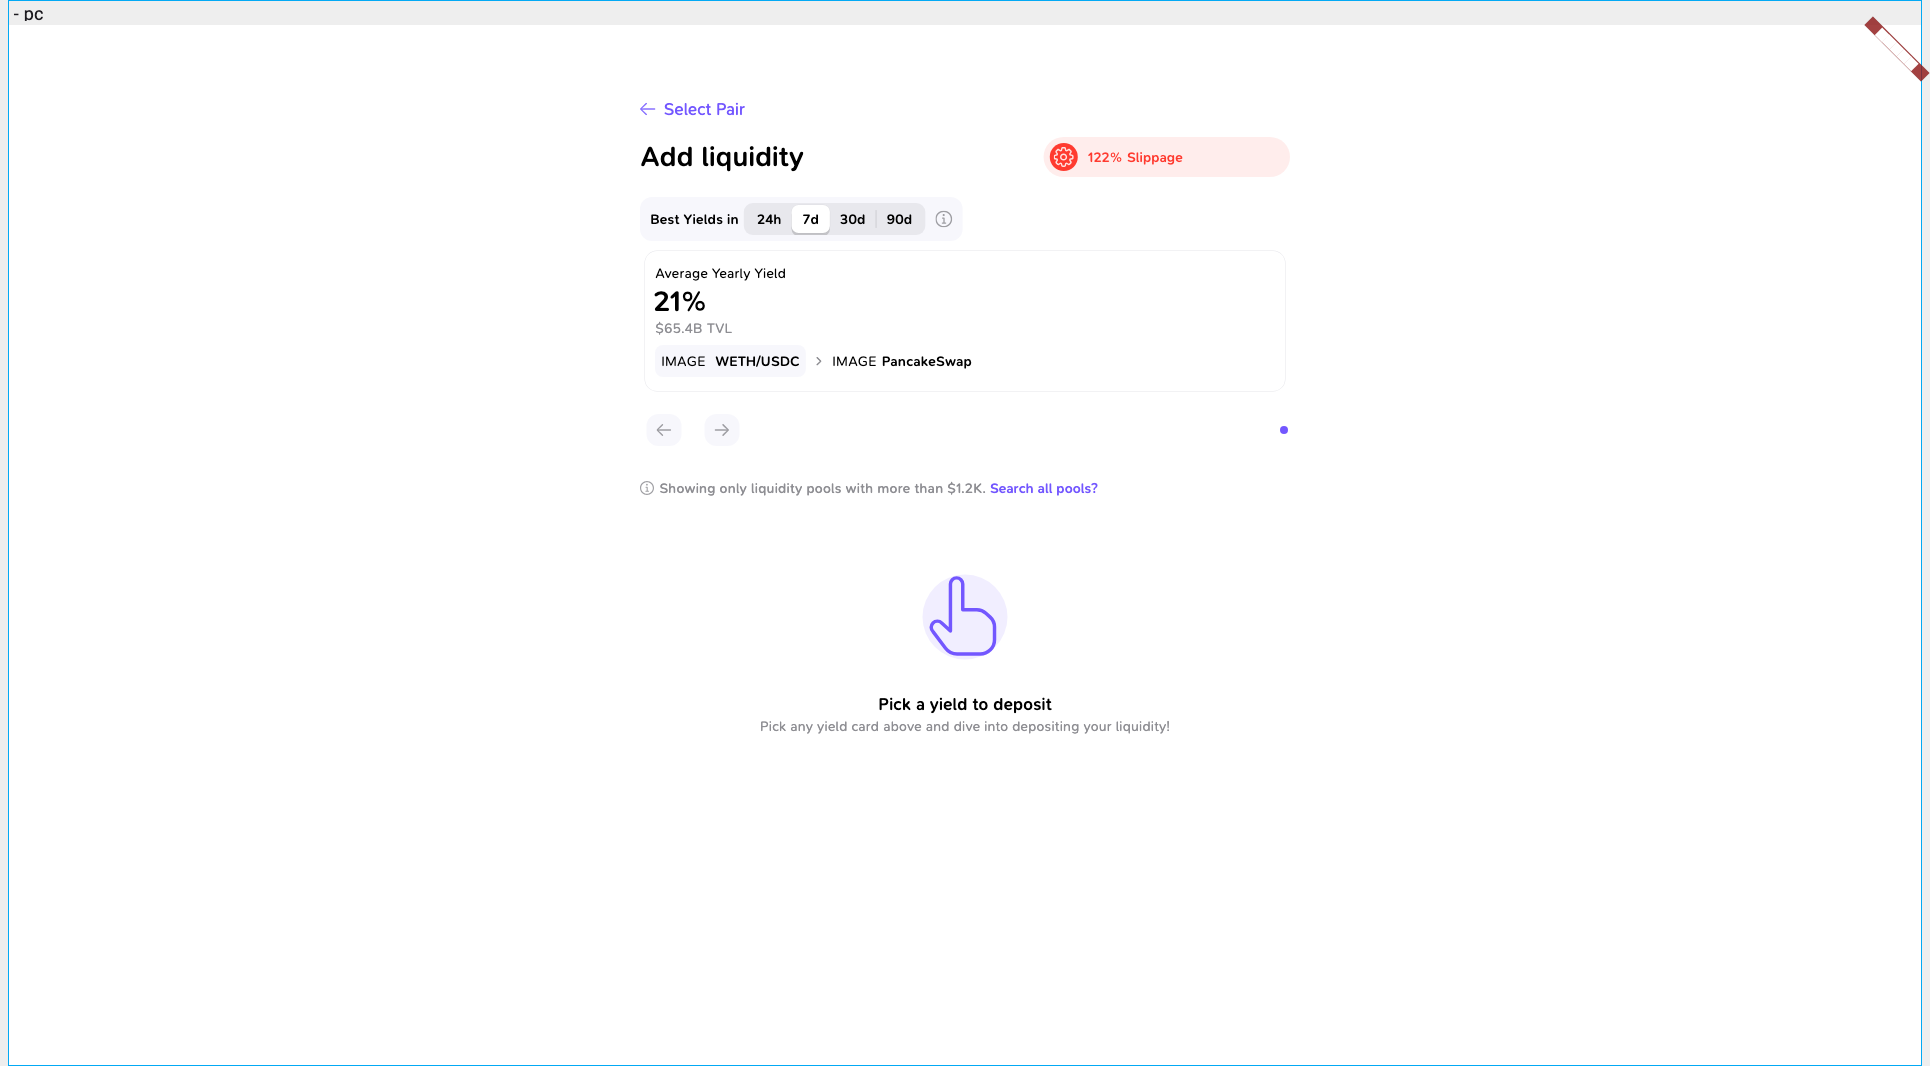 - pc
Select Pair
Add liquidity
122% Slippage
Best Yields in 24h 7d 30d 90d
Average Yearly Yield
21%
$65.4B TVL
IMAGE WETH/USDC > IMAGE PancakeSwap
Showing only liquidity pools with more than $1.2K. Search all pools?
Pick a yield to deposit
Pick any yield card above and dive into depositing your liquidity!